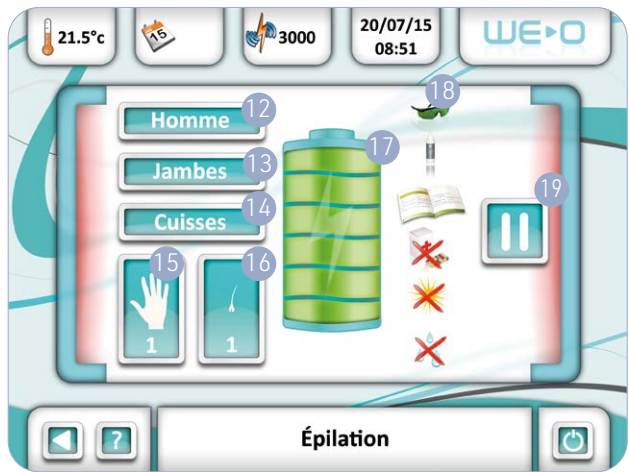 21.5°c
15
3000
20/07/15
08:51
WE▸O
Homme 12
Jambes 13
Cuisses 14
15
1
16
1
17
18
19
?
Épilation